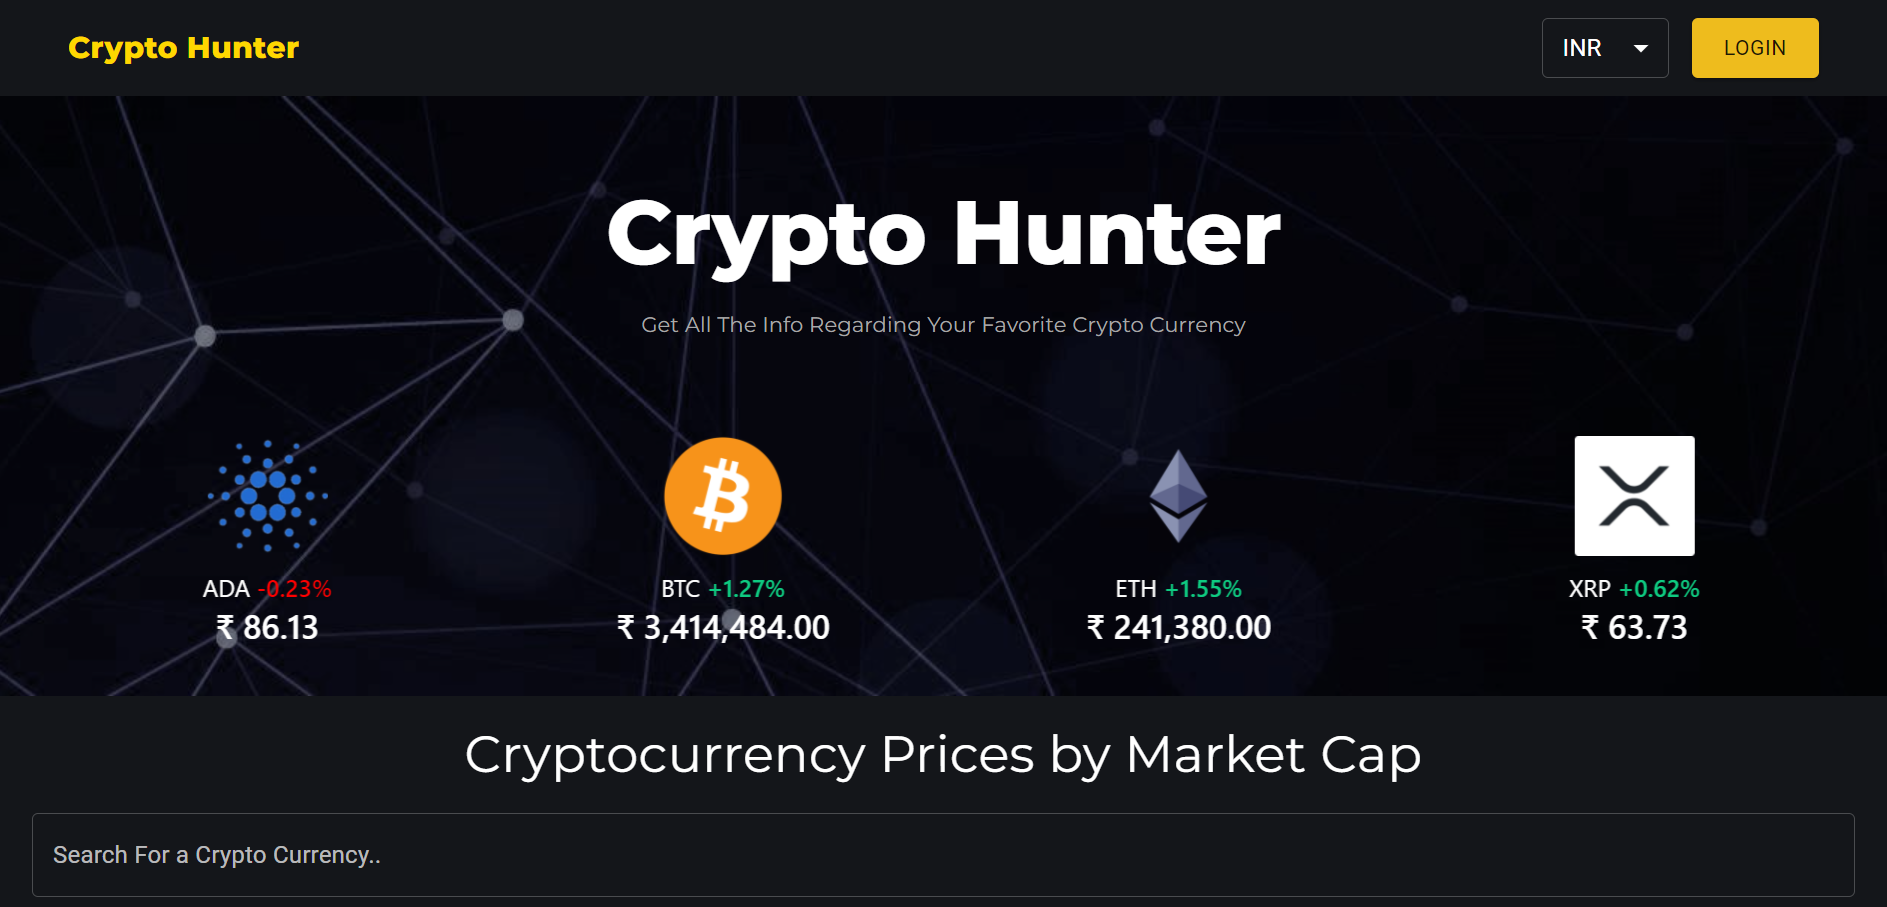 Crypto Hunter
INR
LOGIN
Crypto Hunter
Get All The Info Regarding Your Favorite Crypto Currency
ADA -0.23%
₹ 86.13
BTC +1.27%
₹ 3,414,484.00
ETH +1.55%
₹ 241,380.00
XRP +0.62%
₹ 63.73
Cryptocurrency Prices by Market Cap
Search For a Crypto Currency..